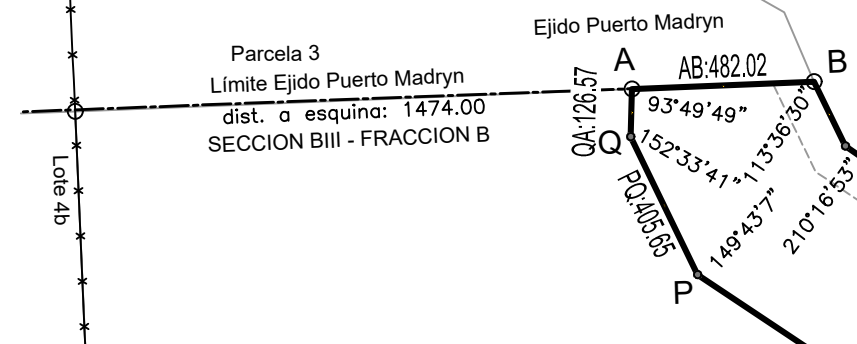 Ejido Puerto Madryn
Parcela 3
Límite Ejido Puerto Madryn
dist. a esquina: 1474.00
SECCION BIII - FRACCION B
Lote 4b
A
AB:482.02
B
QA:126.57
93°49'49"
113°36'30"
Q
152°33'41"
PQ:405.65
149°43'7"
210°16'53"
P